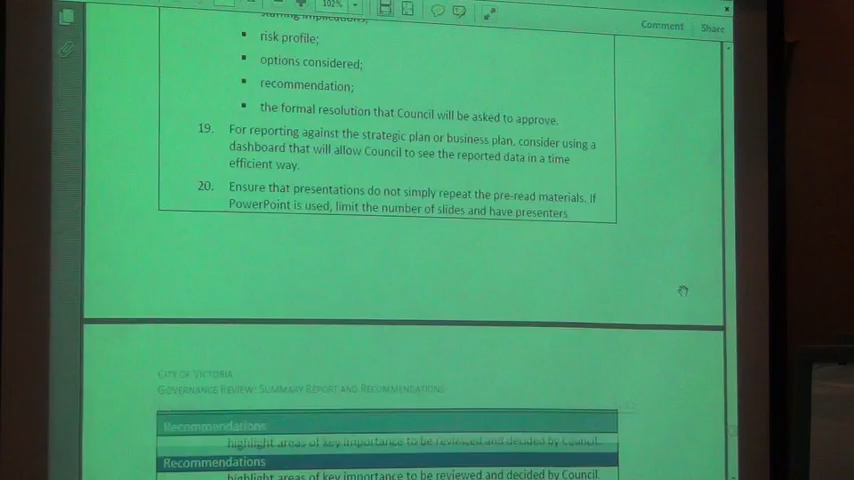 102%
Comment Share
staffing implications;
▪ risk profile;
▪ options considered;
▪ recommendation;
▪ the formal resolution that Council will be asked to approve.
19. For reporting against the strategic plan or business plan, consider using a
dashboard that will allow Council to see the reported data in a time
efficient way.
20. Ensure that presentations do not simply repeat the pre-read materials. If
PowerPoint is used, limit the number of slides and have presenters
CITY OF VICTORIA
GOVERNANCE REVIEW: SUMMARY REPORT AND RECOMMENDATIONS
Recommendations
highlight areas of key importance to be reviewed and decided by Council.
Recommendations
highlight areas of key importance to be reviewed and decided by Council.